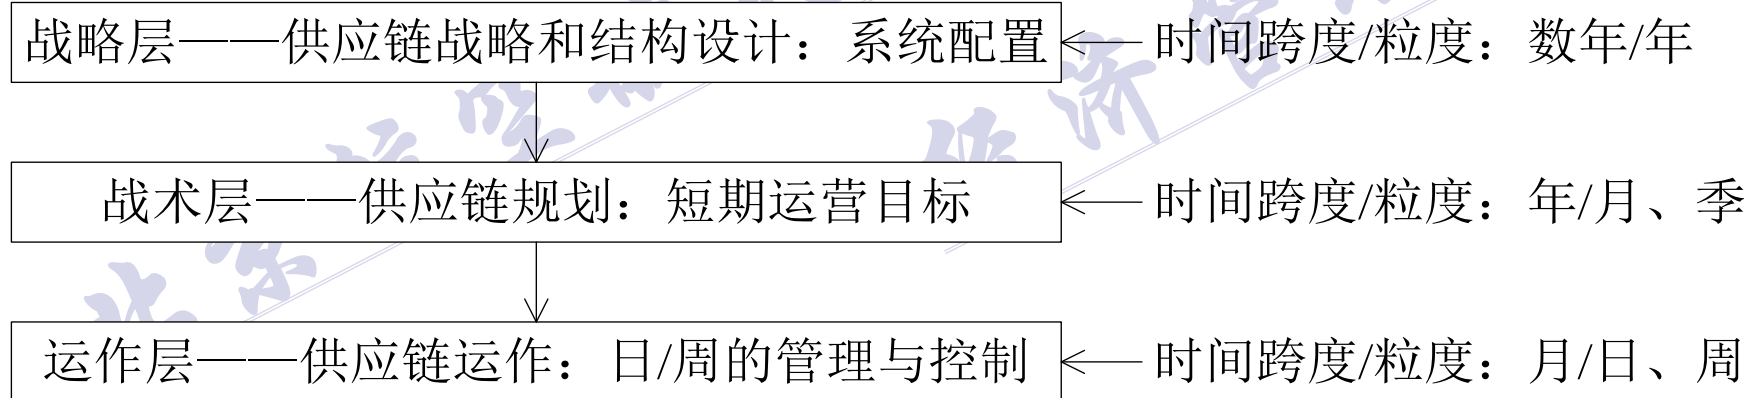 战略层——供应链战略和结构设计：系统配置 时间跨度/粒度：数年/年
战术层——供应链规划：短期运营目标 时间跨度/粒度：年/月、季
运作层——供应链运作：日/周的管理与控制 时间跨度/粒度：月/日、周